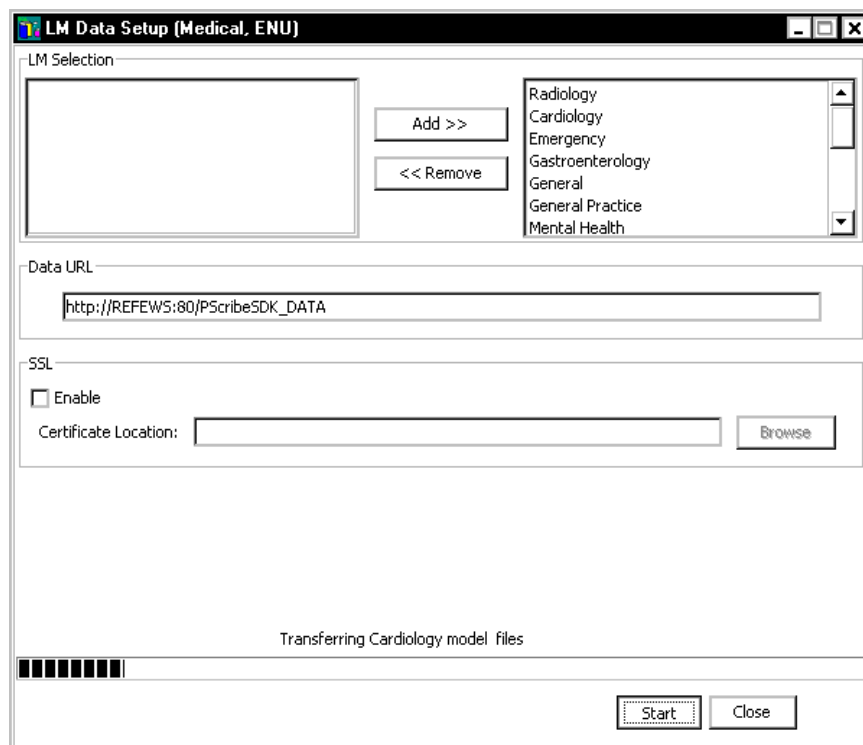 LM Data Setup (Medical, ENU)
LM Selection
Radiology
Cardiology
Add >>
Emergency
Gastroenterology
<< Remove
General
General Practice
Mental Health
Data URL
http://REFEWS:80/PScribeSDK_DATA
SSL
Enable
Certificate Location:
Browse
Transferring Cardiology model files
Start
Close